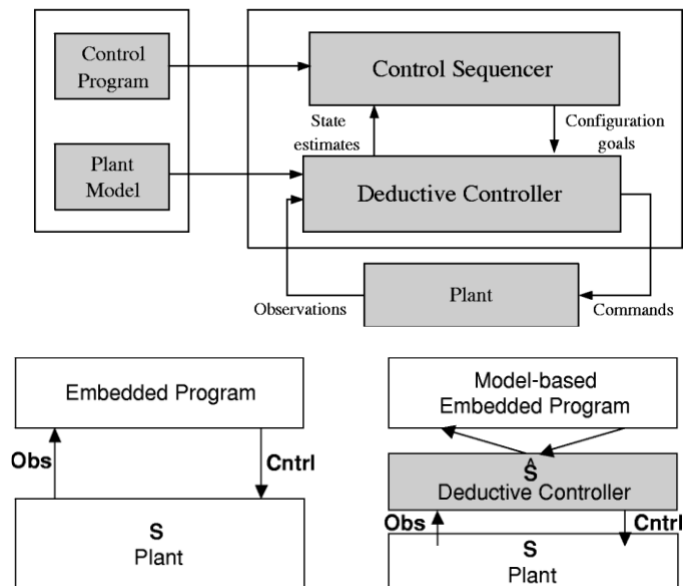 Control
Program
Control Sequencer
State
estimates
Configuration
goals
Plant
Model
Deductive Controller
Observations
Plant
Commands
Embedded Program
Obs
Cntrl
S
Plant
Model-based
Embedded Program
Ŝ
Deductive Controller
Obs
Cntrl
S
Plant